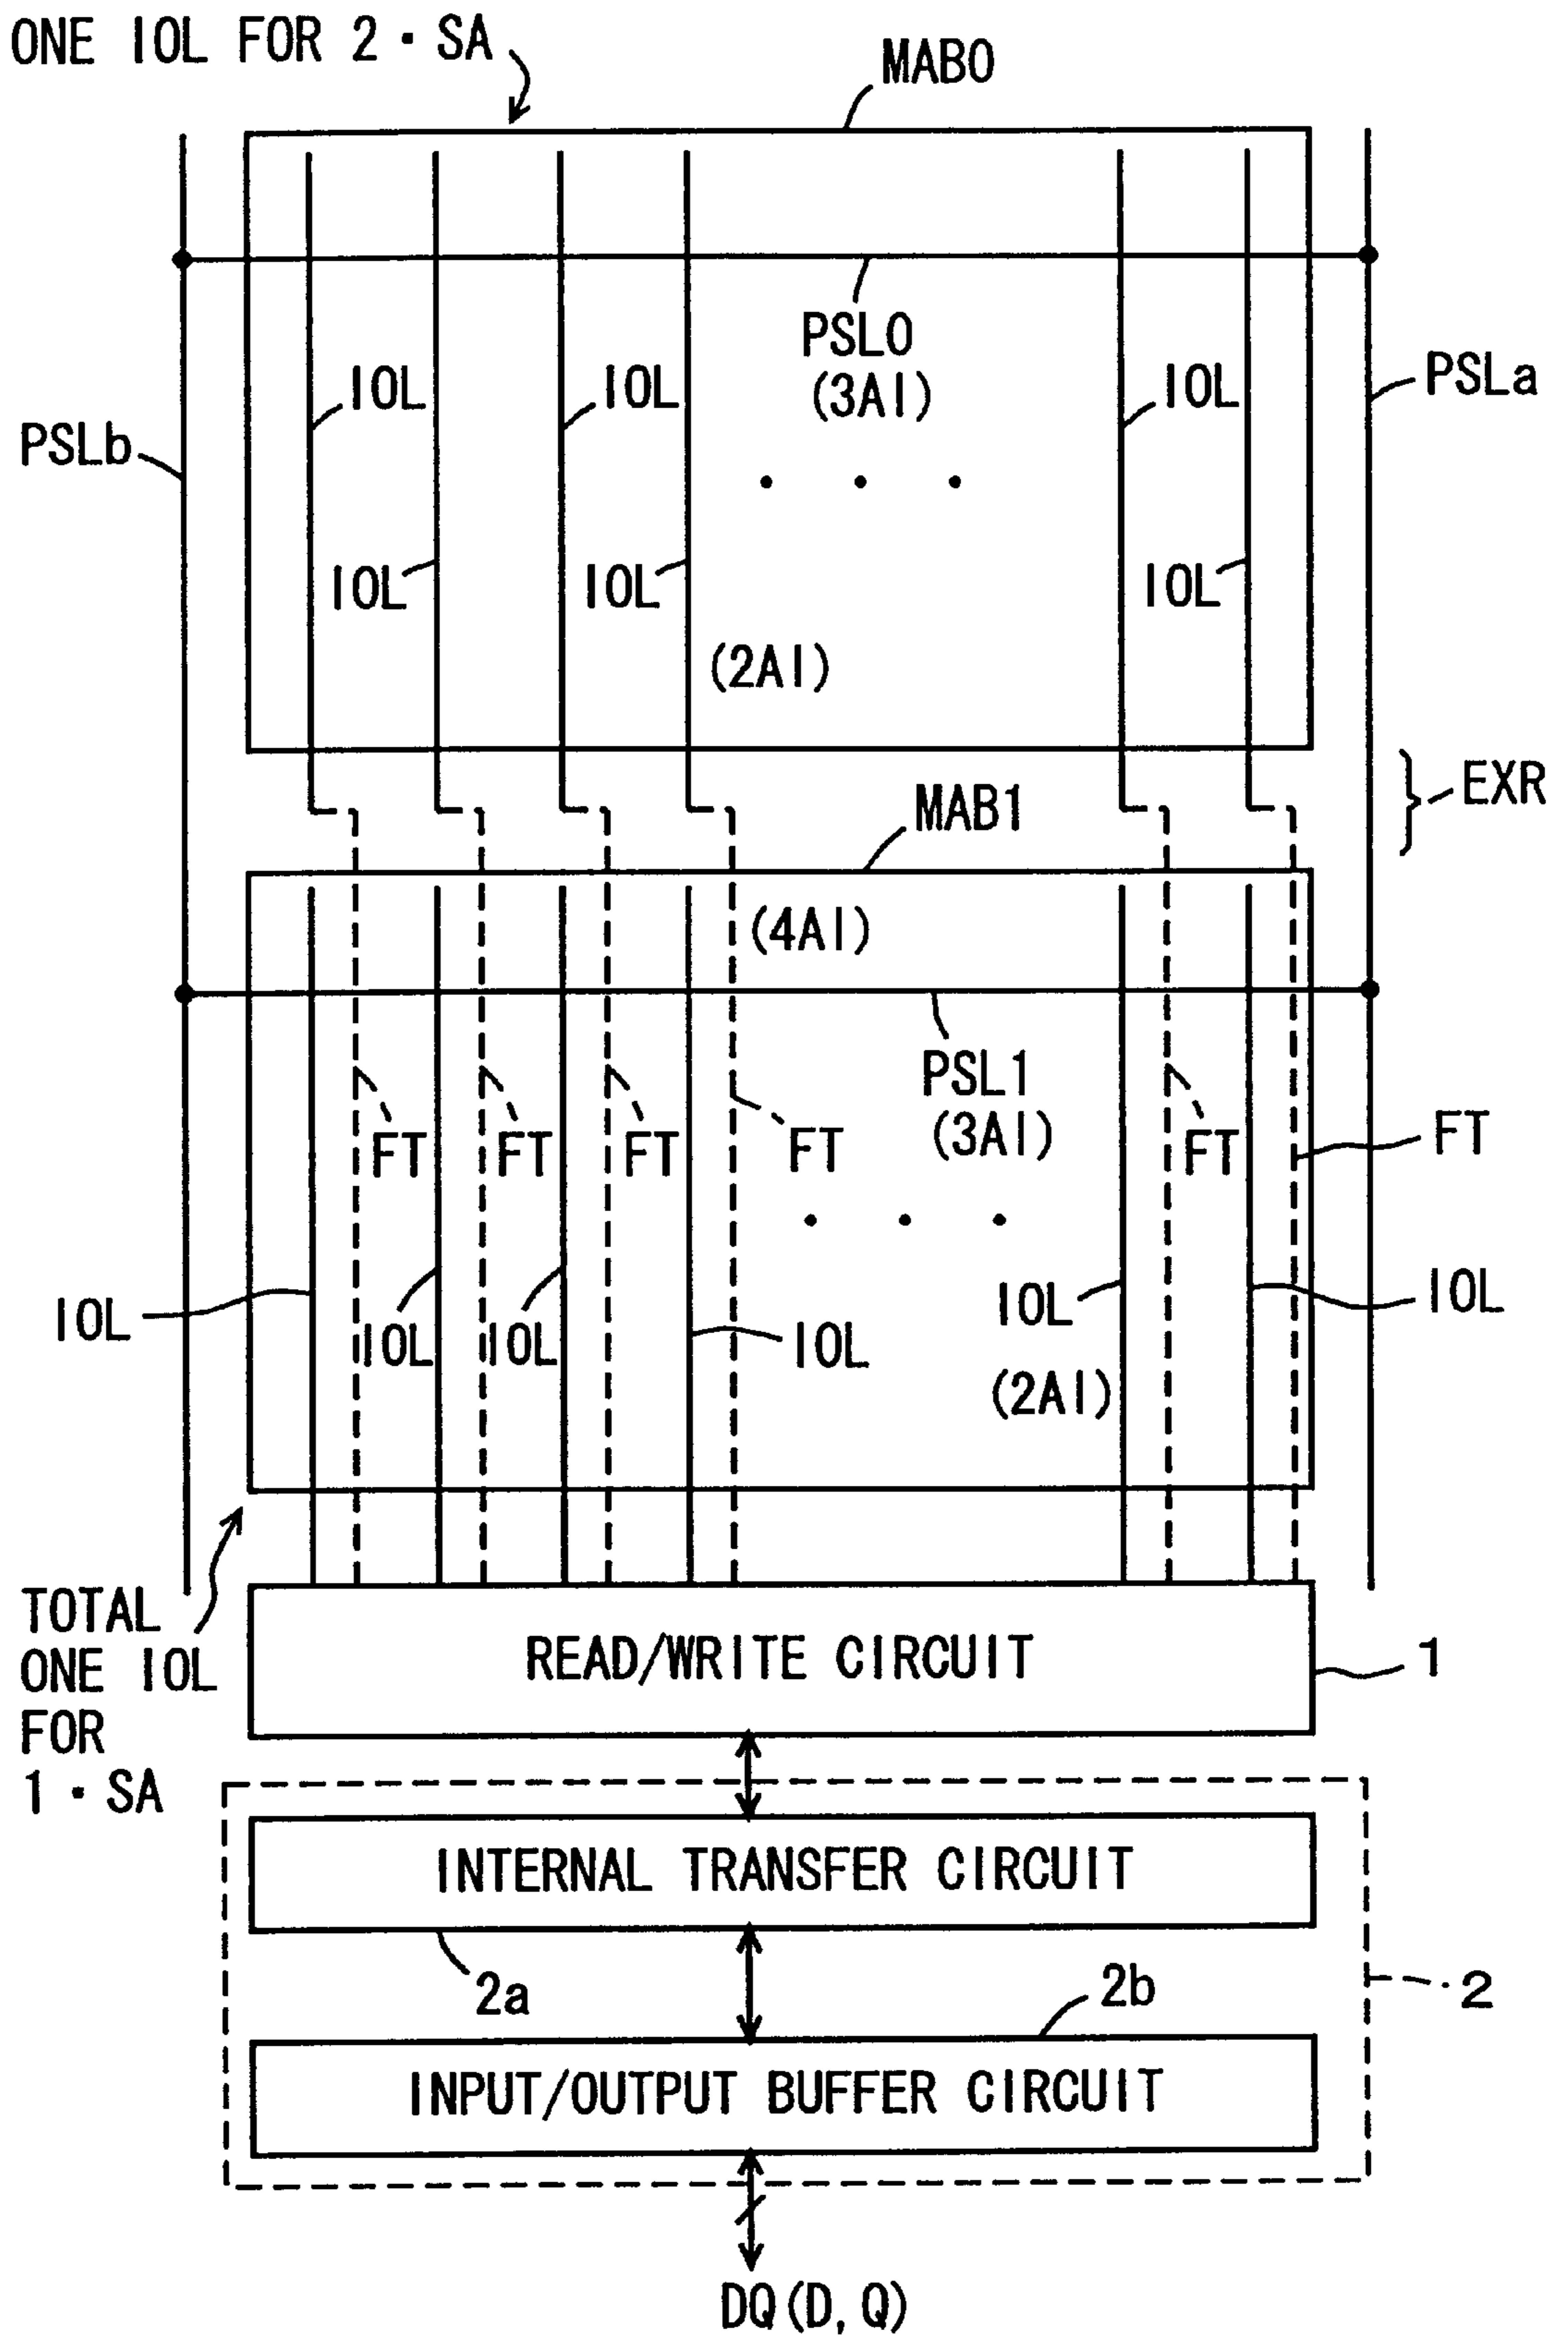 ONE IOL FOR 2・SA
MAB0
PSL0
(3Al)
IOL
IOL
IOL
PSLa
PSLb
IOL
IOL
IOL
(2Al)
EXR
MAB1
(4Al)
PSL1
(3Al)
FT
FT
FT
FT
FT
FT
IOL
IOL
IOL
IOL
IOL
IOL
(2Al)
TOTAL
ONE IOL
FOR
1・SA
READ/WRITE CIRCUIT
1
INTERNAL TRANSFER CIRCUIT
2a
2b
2
INPUT/OUTPUT BUFFER CIRCUIT
DQ(D,Q)